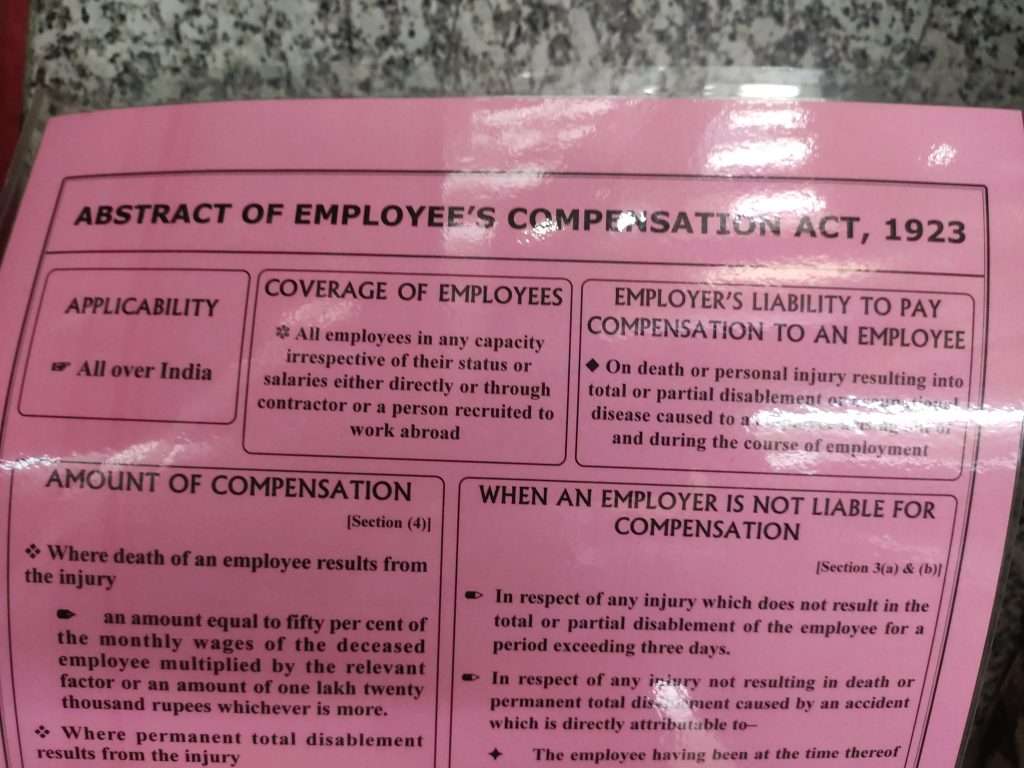 ABSTRACT OF EMPLOYEE'S COMPENSATION ACT, 1923
APPLICABILITY
☞ All over India
COVERAGE OF EMPLOYEES
✽ All employees in any capacity
irrespective of their status or
salaries either directly or through
contractor or a person recruited to
work abroad
EMPLOYER'S LIABILITY TO PAY
COMPENSATION TO AN EMPLOYEE
◆ On death or personal injury resulting into
total or partial disablement or occupational
disease caused to
and during the course of employment
AMOUNT OF COMPENSATION
[Section (4)]
❖ Where death of an employee results from
the injury
✒ an amount equal to fifty per cent of
the monthly wages of the deceased
employee multiplied by the relevant
factor or an amount of one lakh twenty
thousand rupees whichever is more.
❖ Where permanent total disablement
results from the injury
WHEN AN EMPLOYER IS NOT LIABLE FOR
COMPENSATION
[Section 3(a) & (b)]
✒ In respect of any injury which does not result in the
total or partial disablement of the employee for a
period exceeding three days.
✒ In respect of any injury not resulting in death or
permanent total disablement caused by an accident
which is directly attributable to–
✦ The employee having been at the time thereof